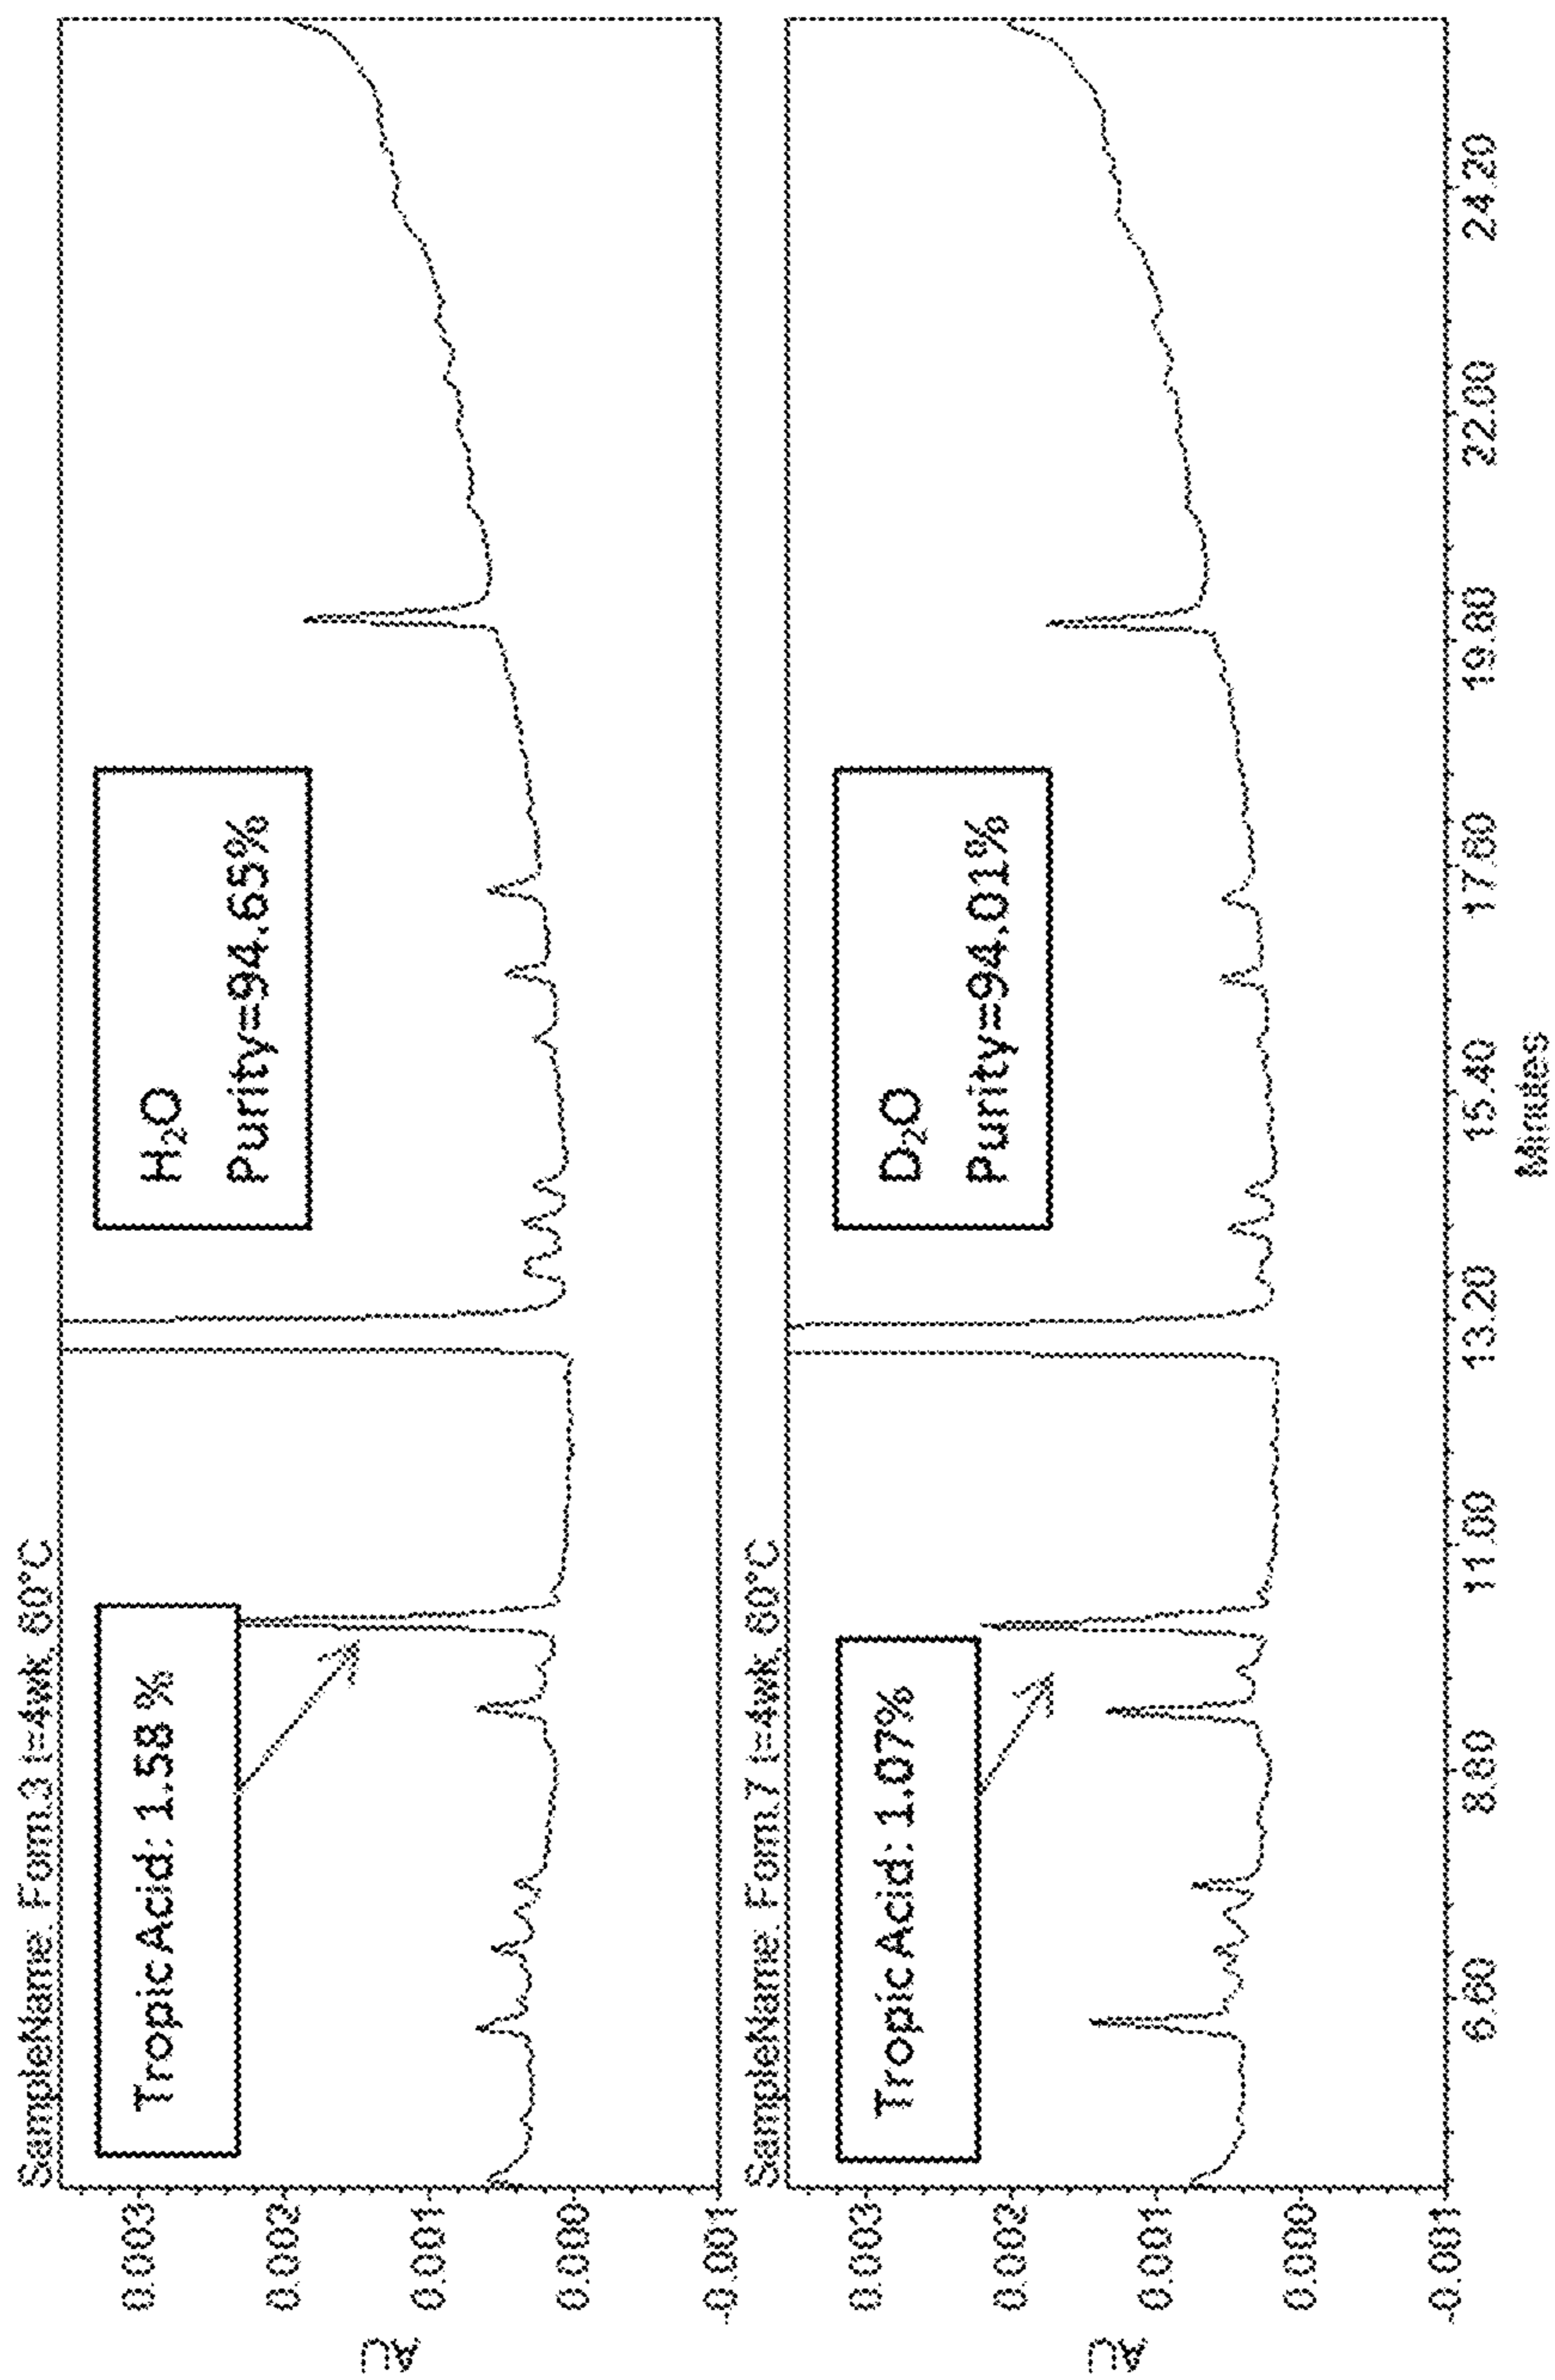 SampleName: Form.3 t=4wk, 60°C
Tropic Acid: 1.58 %
H₂O
Purity=94.65%
AU
0.003
0.002
0.001
0.000
-0.001
SampleName: Form.7 t=4wk, 60°C
Tropic Acid: 1.07%
D₂O
Purity=94.01%
AU
0.003
0.002
0.001
0.000
-0.001
6.60 8.80 11.00 13.20 15.40 17.60 19.80 22.00 24.20
Minutes